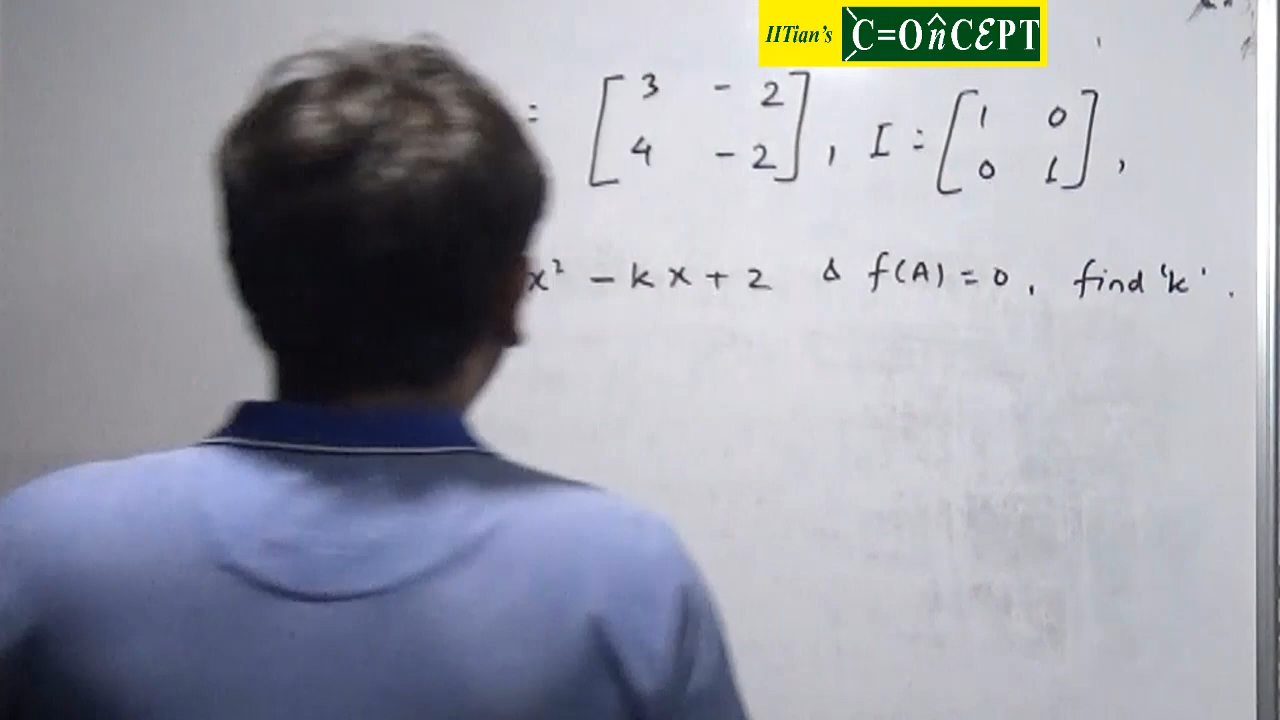 IITian's C=OnCEPT
= [3 -2
4 -2], I = [1 0
0 1],
x² - kx + 2 & f(A) = 0, find 'k'.